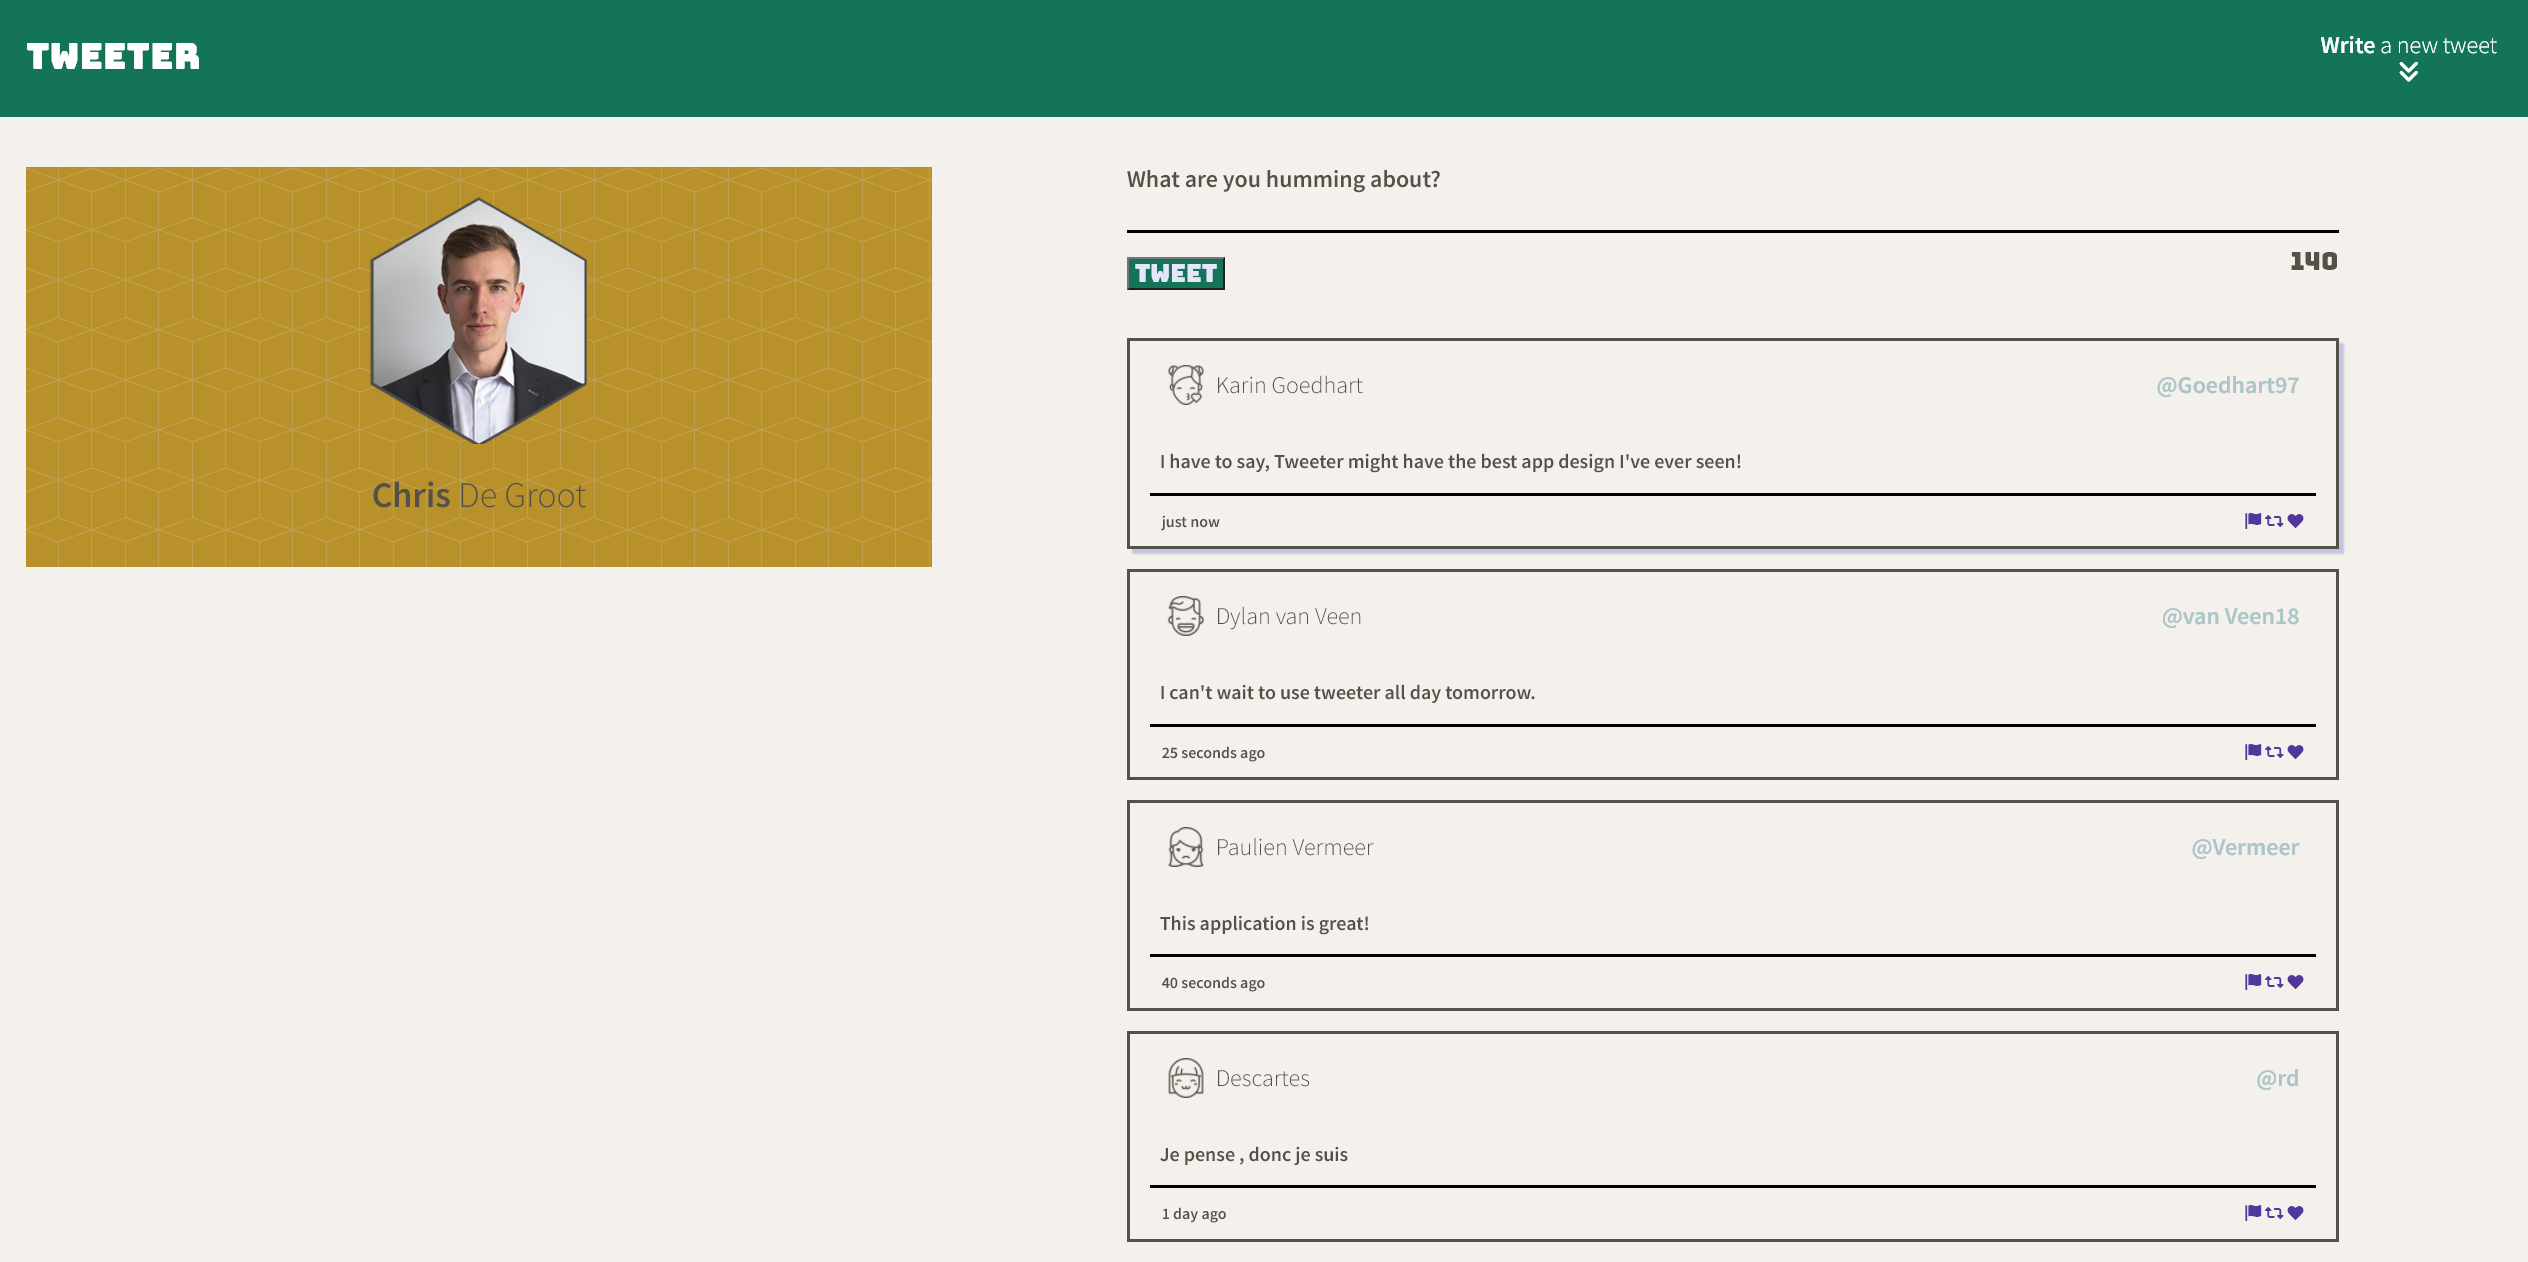 TWEETER
Write a new tweet
Chris De Groot
What are you humming about?
TWEET
140
Karin Goedhart
@Goedhart97
I have to say, Tweeter might have the best app design I've ever seen!
just now
Dylan van Veen
@van Veen18
I can't wait to use tweeter all day tomorrow.
25 seconds ago
Paulien Vermeer
@Vermeer
This application is great!
40 seconds ago
Descartes
@rd
Je pense , donc je suis
1 day ago